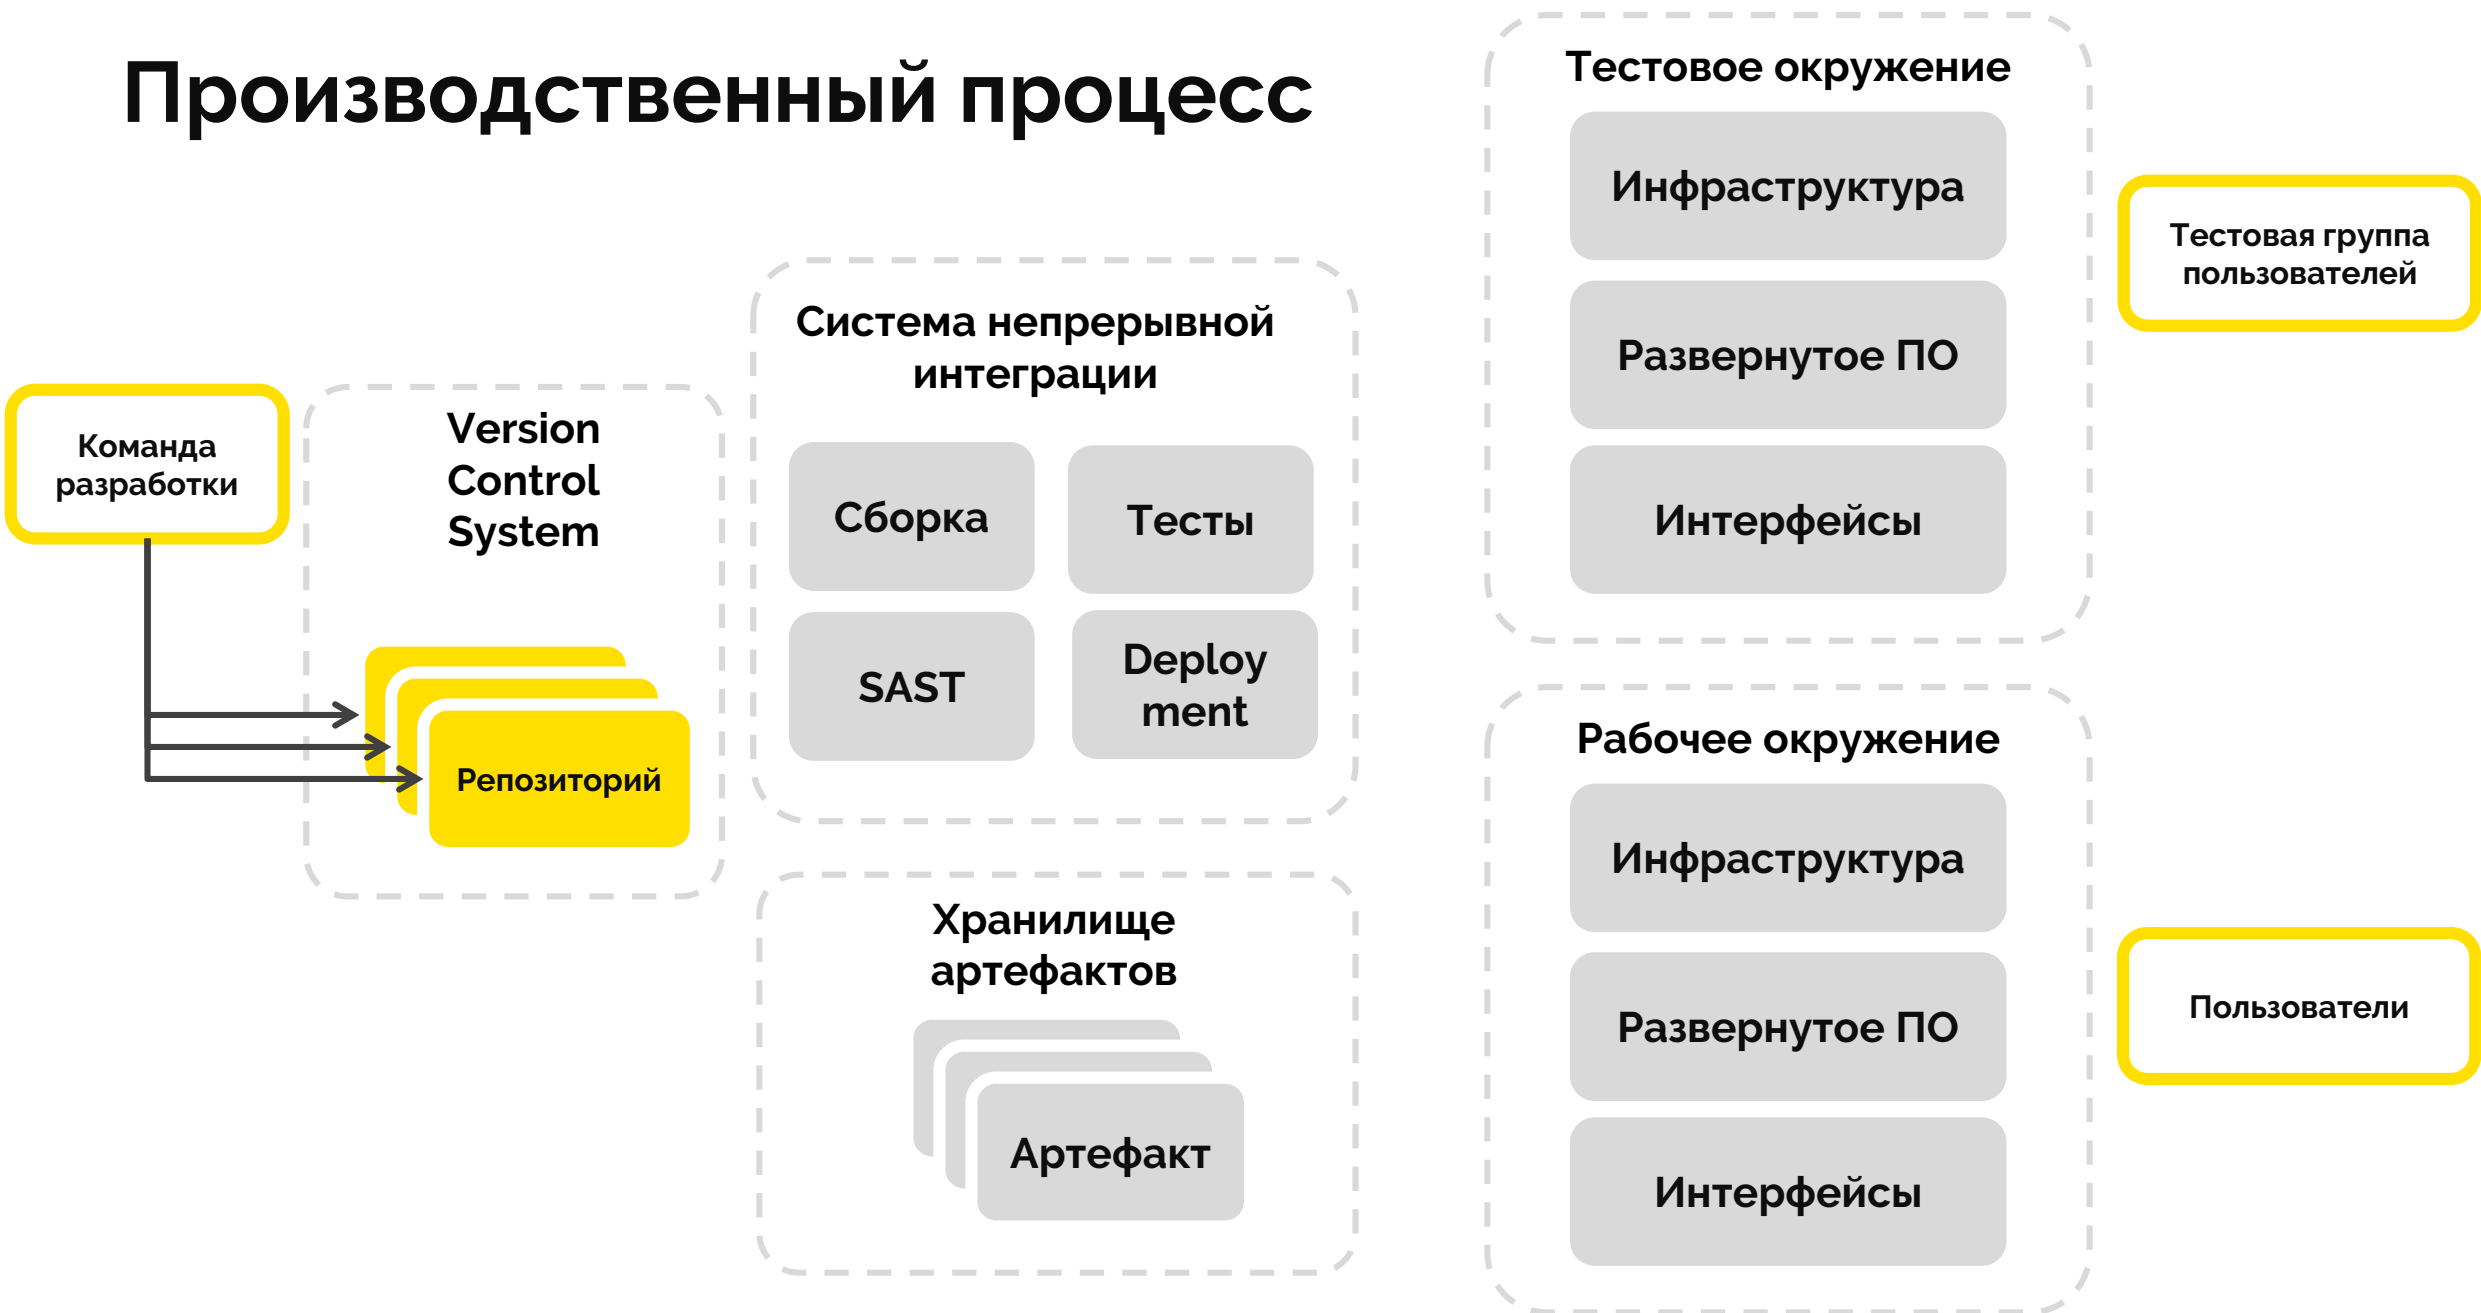 Производственный процесс
Команда
разработки
Version
Control
System
Репозиторий
Система непрерывной
интеграции
Сборка
Тесты
SAST
Deploy
ment
Хранилище
артефактов
Артефакт
Тестовое окружение
Инфраструктура
Развернутое ПО
Интерфейсы
Тестовая группа
пользователей
Рабочее окружение
Инфраструктура
Развернутое ПО
Интерфейсы
Пользователи